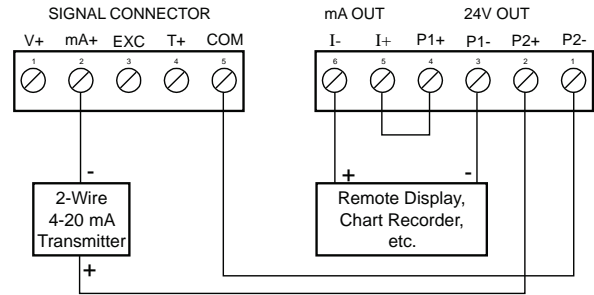 SIGNAL CONNECTOR
mA OUT 24V OUT
V+ mA+ EXC T+ COM
I- I+ P1+ P1- P2+ P2-
1 2 3 4 5
6 5 4 3 2 1
- + -
2-Wire
4-20 mA
Transmitter
+
Remote Display,
Chart Recorder,
etc.